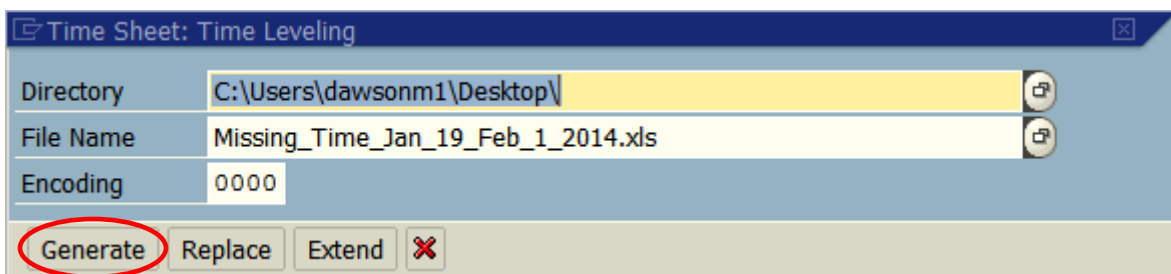 Time Sheet: Time Leveling
Directory C:\Users\dawsonm1\Desktop\
File Name Missing_Time_Jan_19_Feb_1_2014.xls
Encoding 0000
Generate Replace Extend